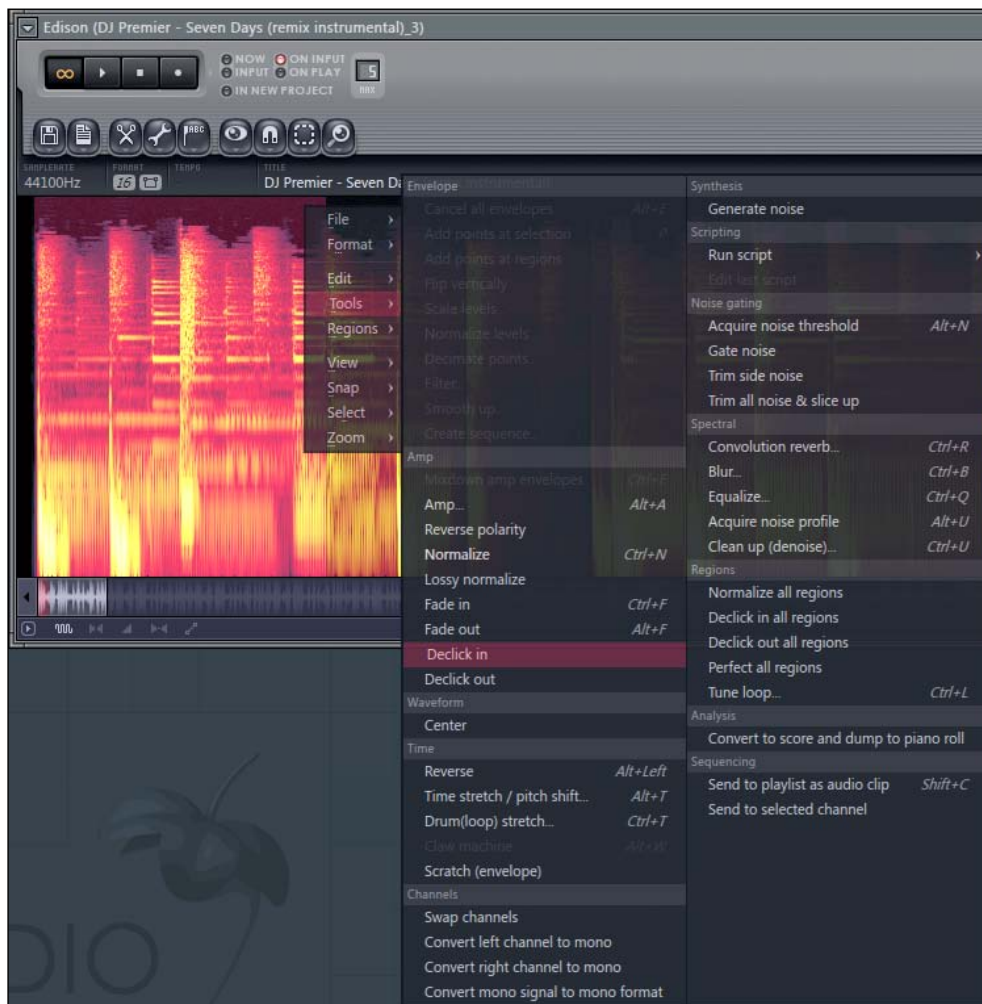 Edison (DJ Premier - Seven Days (remix instrumental)_3)
NOW ON INPUT
INPUT ON PLAY
IN NEW PROJECT
5
MAX
ABC
SAMPLERATE FORMAT TEMPO TITLE
44100Hz 16 DJ Premier - Seven Da
File
Format
Edit
Tools
Regions
View
Snap
Select
Zoom
Envelope
Cancel all envelopes Alt+E
Add points at selection
Add points at regions
Flip vertically
Scale levels
Normalize levels
Decimate points
Filter...
Smooth up...
Create sequence...
Amp
Mixdown amp envelopes Ctrl+E
Amp... Alt+A
Reverse polarity
Normalize Ctrl+N
Lossy normalize
Fade in Ctrl+F
Fade out Alt+F
Declick in
Declick out
Waveform
Center
Time
Reverse Alt+Left
Time stretch / pitch shift... Alt+T
Drum(loop) stretch... Ctrl+T
Claw machine Alt+W
Scratch (envelope)
Channels
Swap channels
Convert left channel to mono
Convert right channel to mono
Convert mono signal to mono format
Synthesis
Generate noise
Scripting
Run script
Edit last script
Noise gating
Acquire noise threshold Alt+N
Gate noise
Trim side noise
Trim all noise & slice up
Spectral
Convolution reverb... Ctrl+R
Blur... Ctrl+B
Equalize... Ctrl+Q
Acquire noise profile Alt+U
Clean up (denoise)... Ctrl+U
Regions
Normalize all regions
Declick in all regions
Declick out all regions
Perfect all regions
Tune loop... Ctrl+L
Analysis
Convert to score and dump to piano roll
Sequencing
Send to playlist as audio clip Shift+C
Send to selected channel
DIO